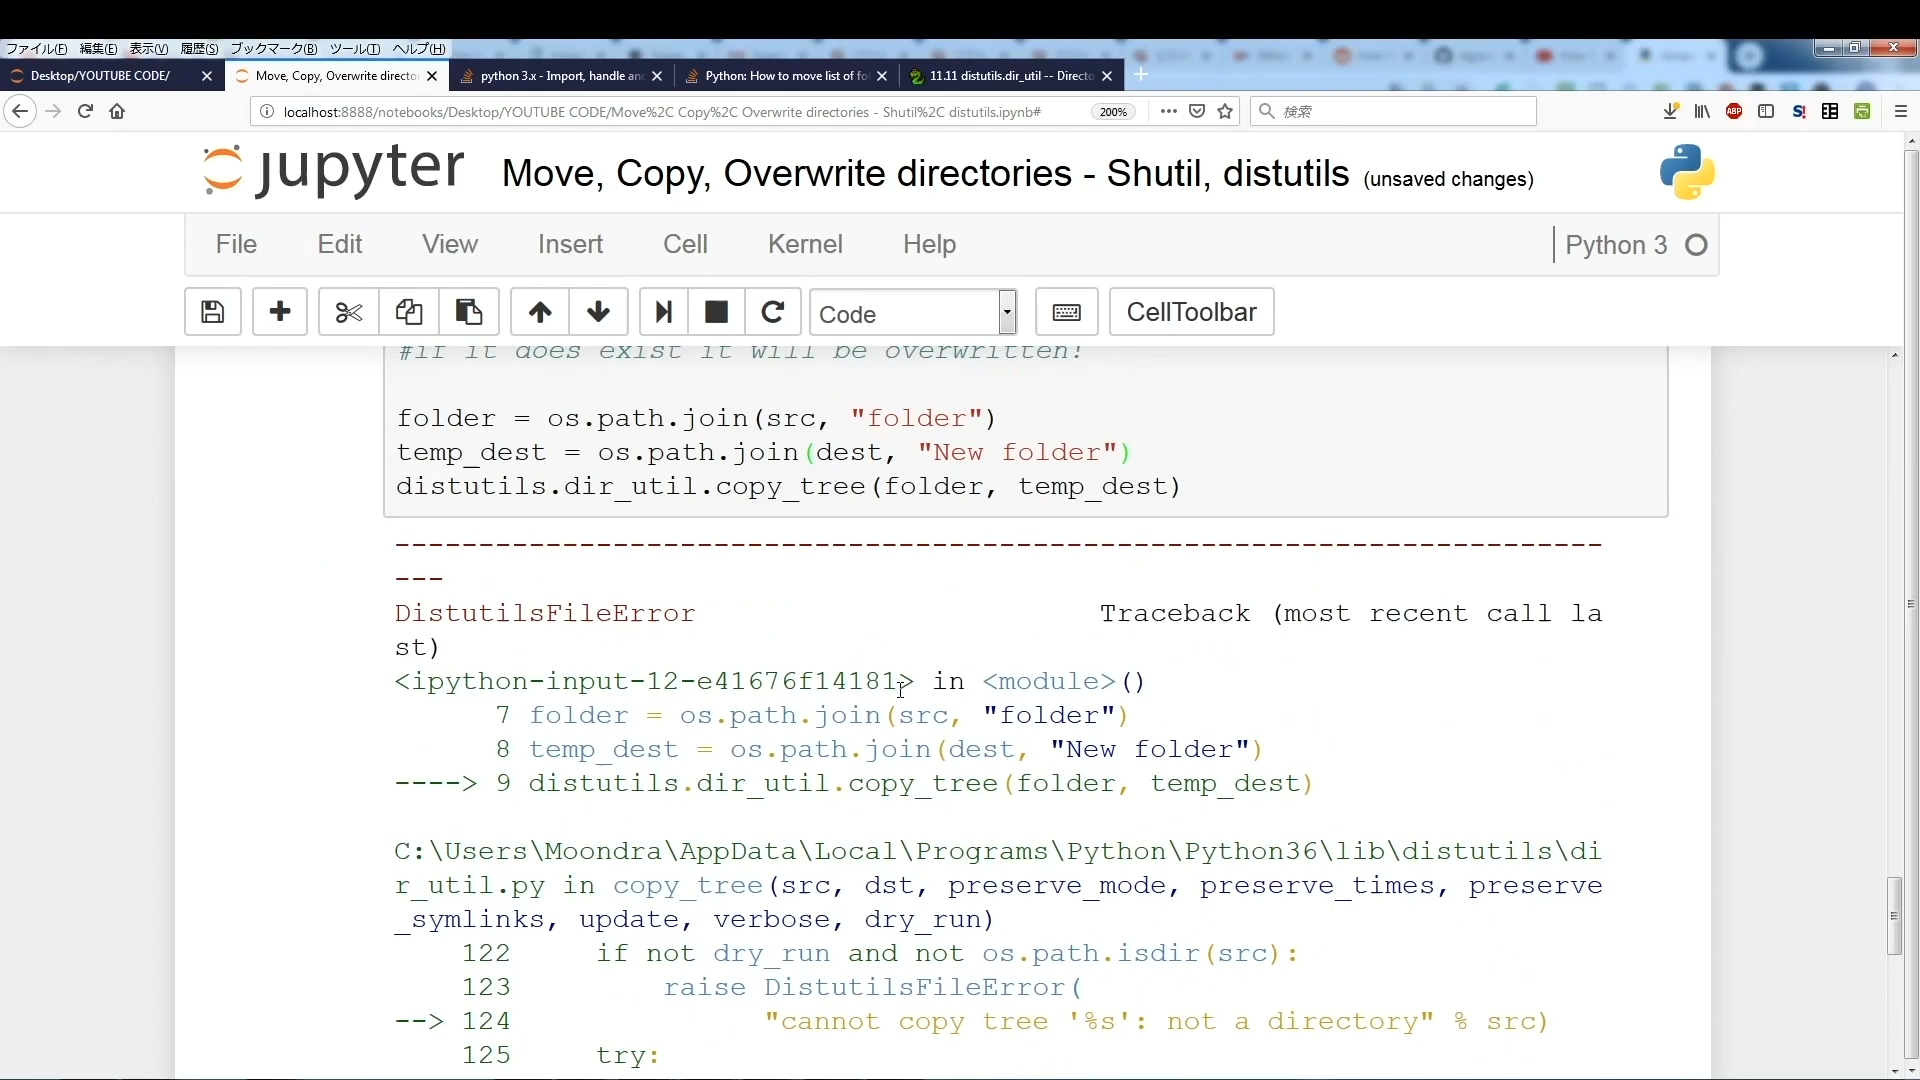 ファイル(F) 編集(E) 表示(V) 履歴(S) ブックマーク(B) ツール(T) ヘルプ(H)
Desktop/YOUTUBE CODE/ Move, Copy, Overwrite director python 3.x - Import, handle an Python: How to move list of fo 11.11 distutils.dir_util -- Directo
localhost:8888/notebooks/Desktop/YOUTUBE CODE/Move%2C Copy%2C Overwrite directories - Shutil%2C distutils.ipynb# 200% 検索
jupyter Move, Copy, Overwrite directories - Shutil, distutils (unsaved changes)
File Edit View Insert Cell Kernel Help Python 3
Code CellToolbar
#if it does exist it will be overwritten!
folder = os.path.join(src, "folder")
temp_dest = os.path.join(dest, "New folder")
distutils.dir_util.copy_tree(folder, temp_dest)
------------------------------------------------------------------------
---
DistutilsFileError                        Traceback (most recent call la
st)
<ipython-input-12-e41676f14181> in <module>()
      7 folder = os.path.join(src, "folder")
      8 temp_dest = os.path.join(dest, "New folder")
----> 9 distutils.dir_util.copy_tree(folder, temp_dest)
C:\Users\Moondra\AppData\Local\Programs\Python\Python36\lib\distutils\di
r_util.py in copy_tree(src, dst, preserve_mode, preserve_times, preserve
_symlinks, update, verbose, dry_run)
    122     if not dry_run and not os.path.isdir(src):
    123         raise DistutilsFileError(
--> 124               "cannot copy tree '%s': not a directory" % src)
    125     try: